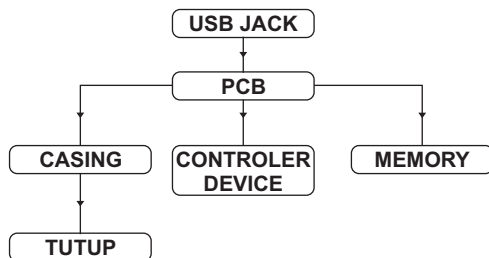 USB JACK
PCB
CASING
CONTROLER
DEVICE
MEMORY
TUTUP